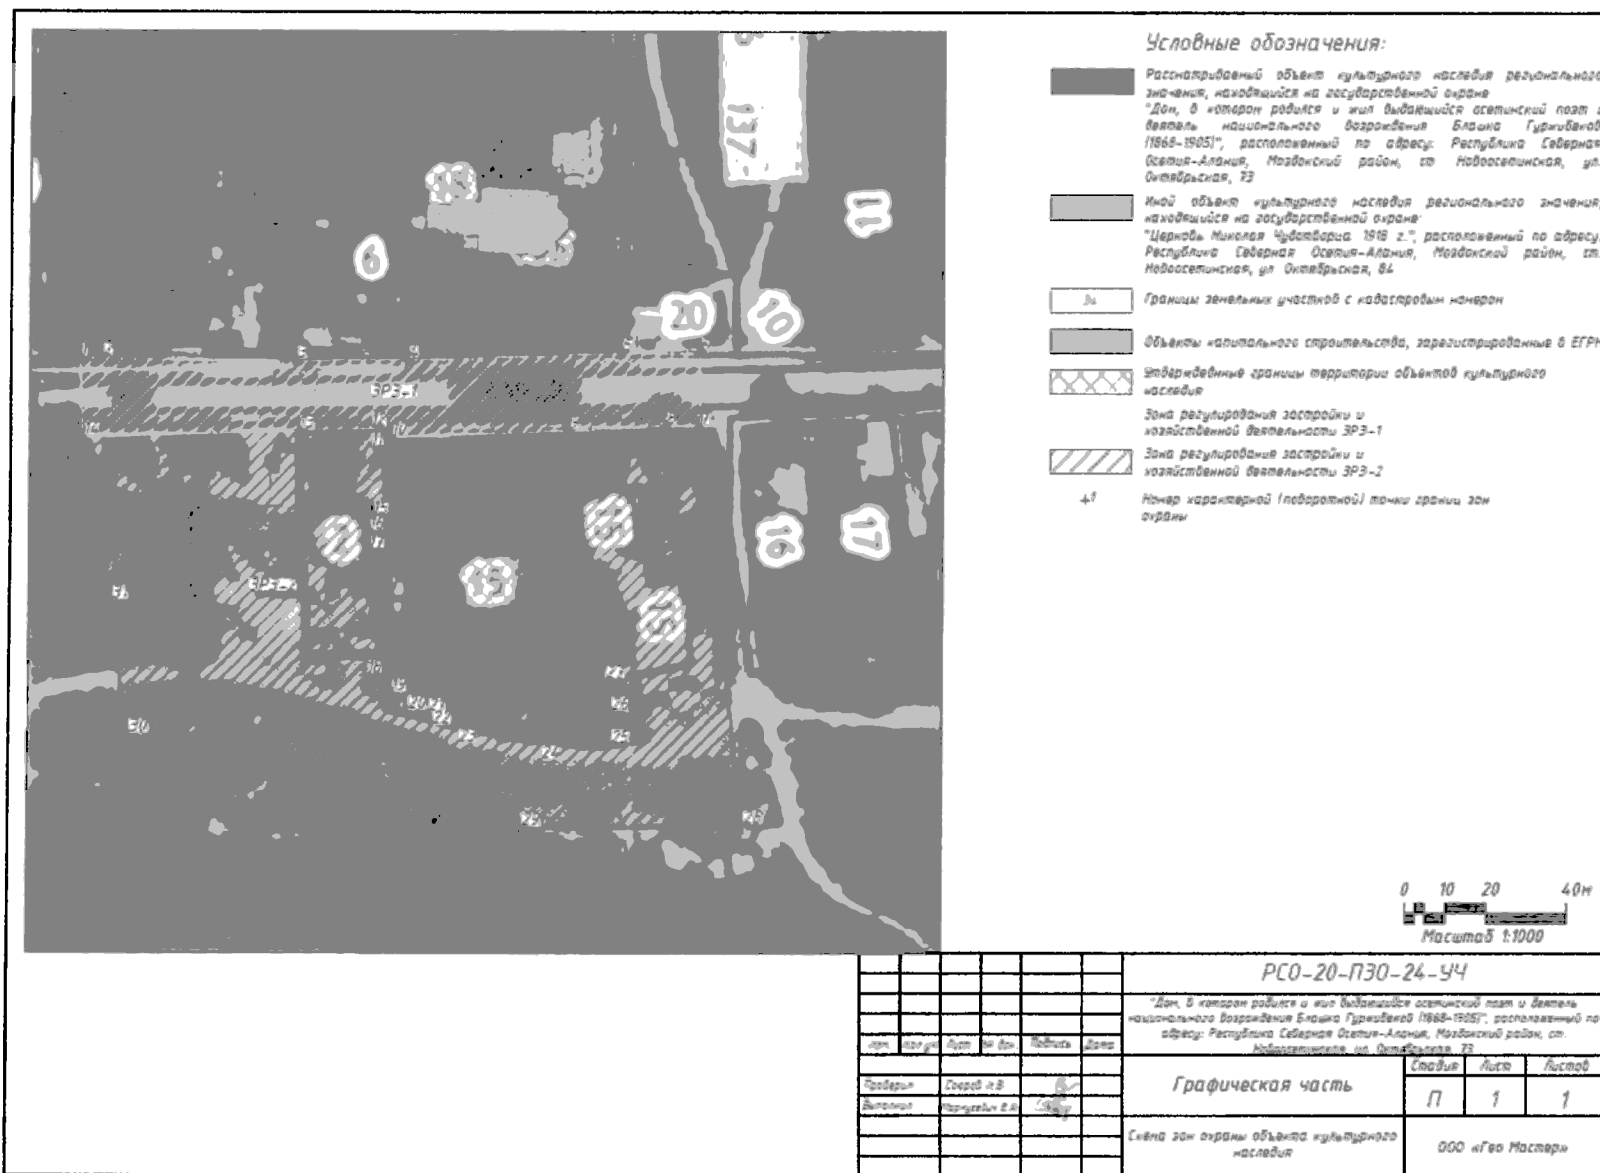 Условные обозначения:
Рассматриваемый объект культурного наследия регионального
значения, находящийся на государственной охране
"Дом, в котором родился и жил выдающийся осетинский поэт и
деятель национального возрождения Блашка Гуржибеков
(1868-1905)", расположенный по адресу: Республика Северная
Осетия-Алания, Моздокский район, ст. Новоосетинская, ул.
Октябрьская, 73
Иной объект культурного наследия регионального значения,
находящийся на государственной охране:
"Церковь Николая Чудотворца. 1918 г.", расположенный по адресу:
Республика Северная Осетия-Алания, Моздокский район, ст.
Новоосетинская, ул Октябрьская, 84
Границы земельных участков с кадастровым номером
Объекты капитального строительства, зарегистрированные в ЕГРН
Утвержденные границы территории объектов культурного
наследия
Зона регулирования застройки и
хозяйственной деятельности ЗРЗ-1
Зона регулирования застройки и
хозяйственной деятельности ЗРЗ-2
Номер характерной (поворотной) точки границ зон
охраны
137
11
6
20
10
ЗРЗ-1
16
17
15
0 10 20 40м
Масштаб 1:1000
РСО-20-ПЗО-24-УЧ
"Дом, в котором родился и жил выдающийся осетинский поэт и деятель
национального возрождения Блашка Гуржибеков (1868-1905)", расположенный по
адресу: Республика Северная Осетия-Алания, Моздокский район, ст.
Новоосетинская, ул. Октябрьская, 73
Изм. Кол.уч Лист № док. Подпись Дата
Проверил
Выполнил
Графическая часть
Стадия Лист Листов
П 1 1
Схема зон охраны объекта культурного
наследия
ООО «Гео Мастер»